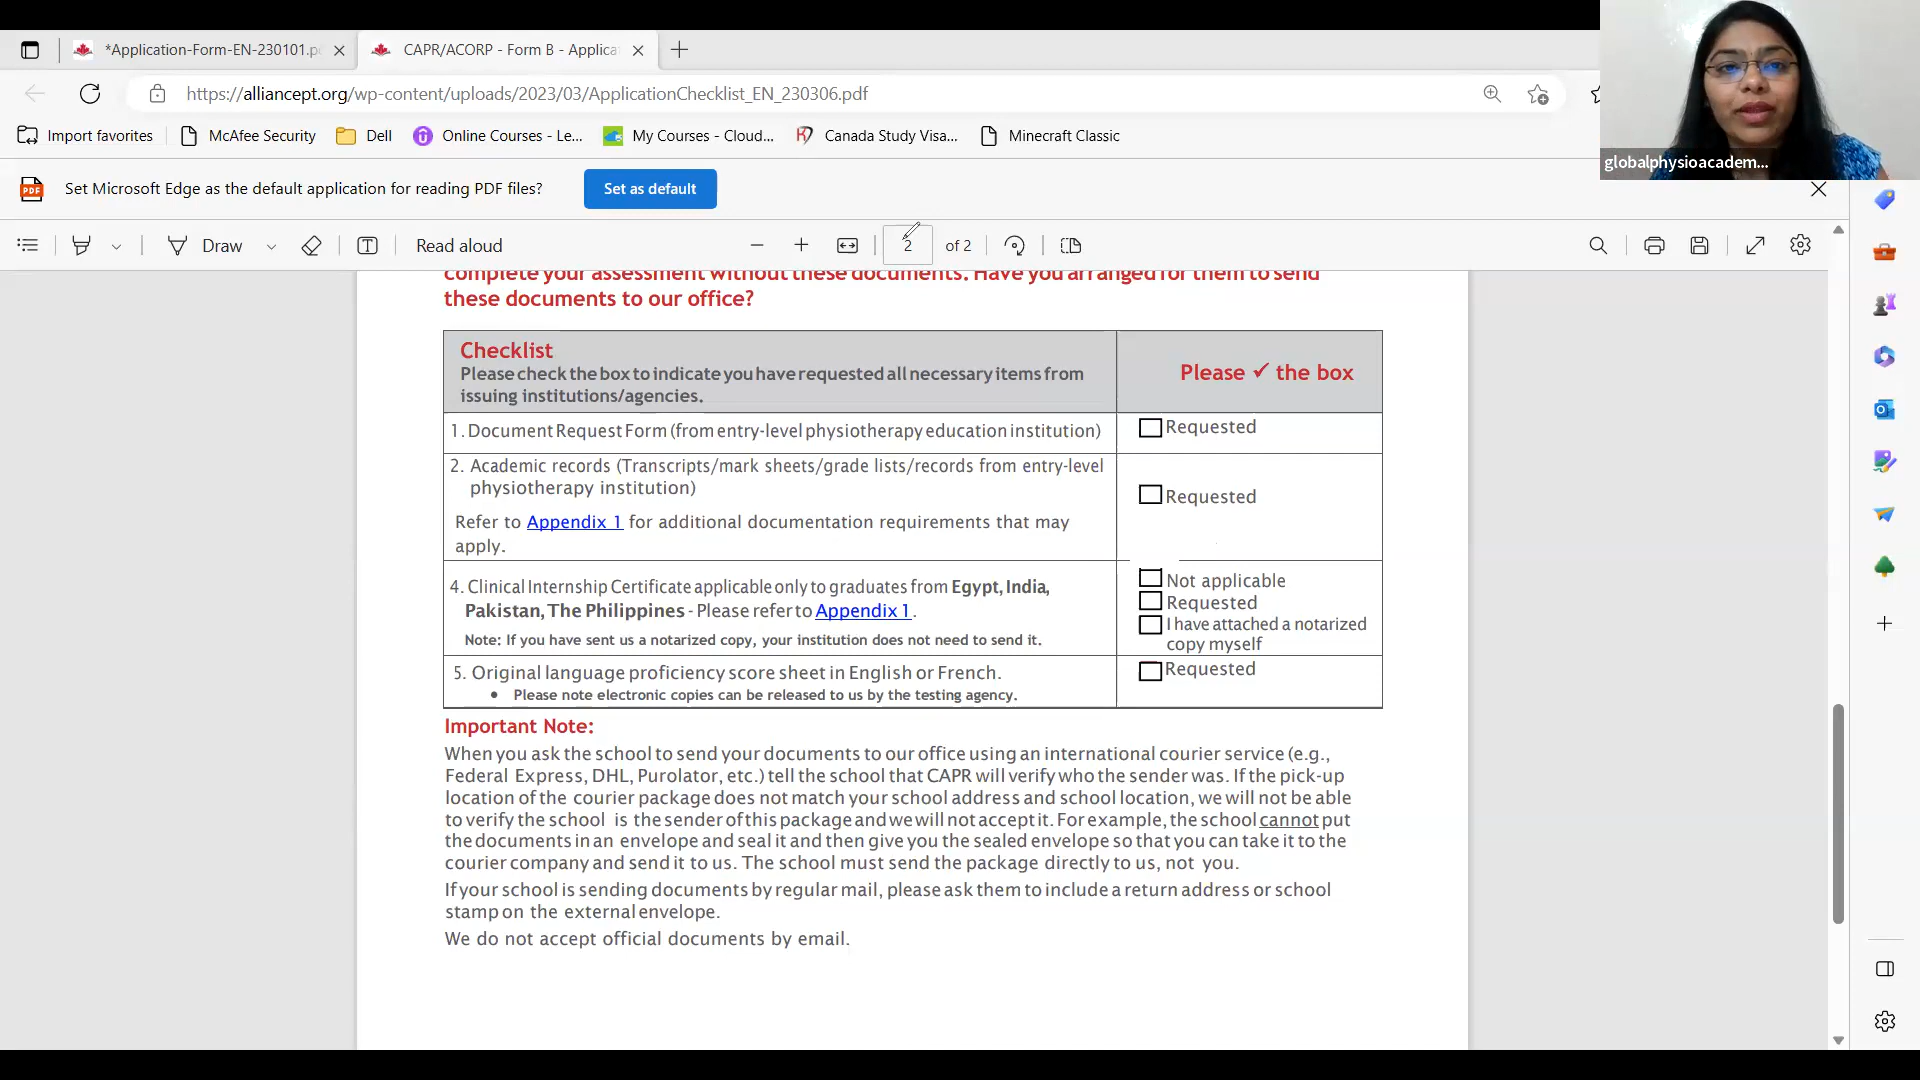 *Application-Form-EN-230101.p
CAPR/ACORP - Form B - Applica
https://alliancept.org/wp-content/uploads/2023/03/ApplicationChecklist_EN_230306.pdf
Import favorites
McAfee Security
Dell
Online Courses - Le...
My Courses - Cloud...
Canada Study Visa...
Minecraft Classic
globalphysioacadem...
PDF
Set Microsoft Edge as the default application for reading PDF files?
Set as default
Draw
Read aloud
2
of 2
complete your assessment without these documents. Have you arranged for them to send
these documents to our office?
Checklist
Please check the box to indicate you have requested all necessary items from
issuing institutions/agencies.
Please ✓ the box
1. Document Request Form (from entry-level physiotherapy education institution)
Requested
2. Academic records (Transcripts/mark sheets/grade lists/records from entry-level
physiotherapy institution)
Requested
Refer to Appendix 1 for additional documentation requirements that may
apply.
4. Clinical Internship Certificate applicable only to graduates from Egypt, India,
Pakistan, The Philippines - Please refer to Appendix 1.
Note: If you have sent us a notarized copy, your institution does not need to send it.
Not applicable
Requested
I have attached a notarized
copy myself
5. Original language proficiency score sheet in English or French.
• Please note electronic copies can be released to us by the testing agency.
Requested
Important Note:
When you ask the school to send your documents to our office using an international courier service (e.g.,
Federal Express, DHL, Purolator, etc.) tell the school that CAPR will verify who the sender was. If the pick-up
location of the courier package does not match your school address and school location, we will not be able
to verify the school is the sender of this package and we will not accept it. For example, the school cannot put
the documents in an envelope and seal it and then give you the sealed envelope so that you can take it to the
courier company and send it to us. The school must send the package directly to us, not you.
If your school is sending documents by regular mail, please ask them to include a return address or school
stamp on the external envelope.
We do not accept official documents by email.